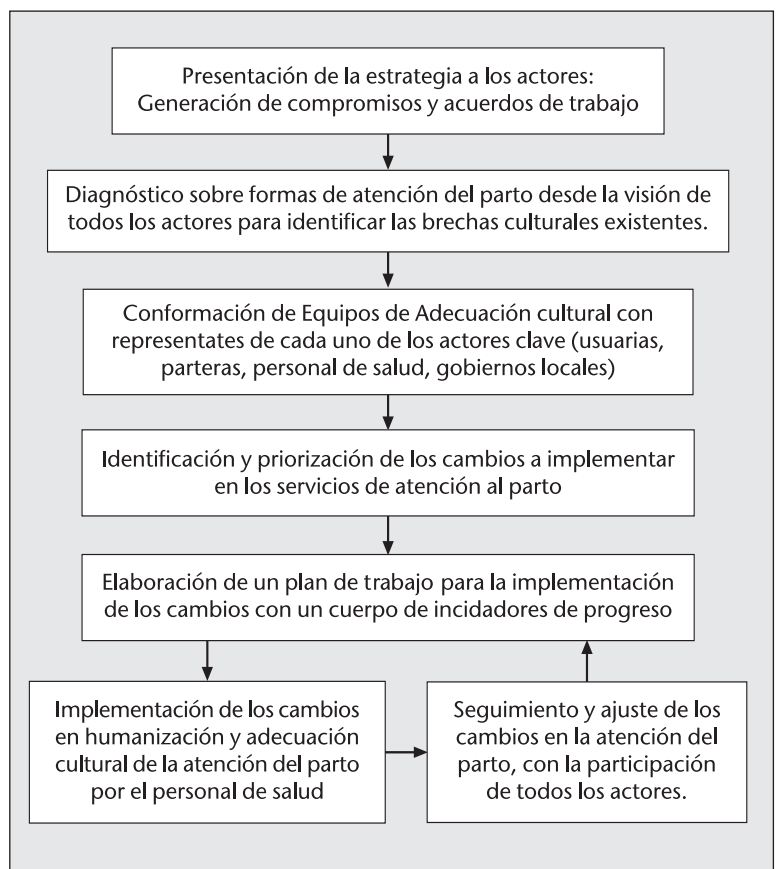 Presentación de la estrategia a los actores:
Generación de compromisos y acuerdos de trabajo
Diagnóstico sobre formas de atención del parto desde la visión de
todos los actores para identificar las brechas culturales existentes.
Conformación de Equipos de Adecuación cultural con
representates de cada uno de los actores clave (usuarias,
parteras, personal de salud, gobiernos locales)
Identificación y priorización de los cambios a implementar
en los servicios de atención al parto
Elaboración de un plan de trabajo para la implementación
de los cambios con un cuerpo de incidadores de progreso
Implementación de los cambios
en humanización y adecuación
cultural de la atención del parto
por el personal de salud
Seguimiento y ajuste de los
cambios en la atención del
parto, con la participación
de todos los actores.